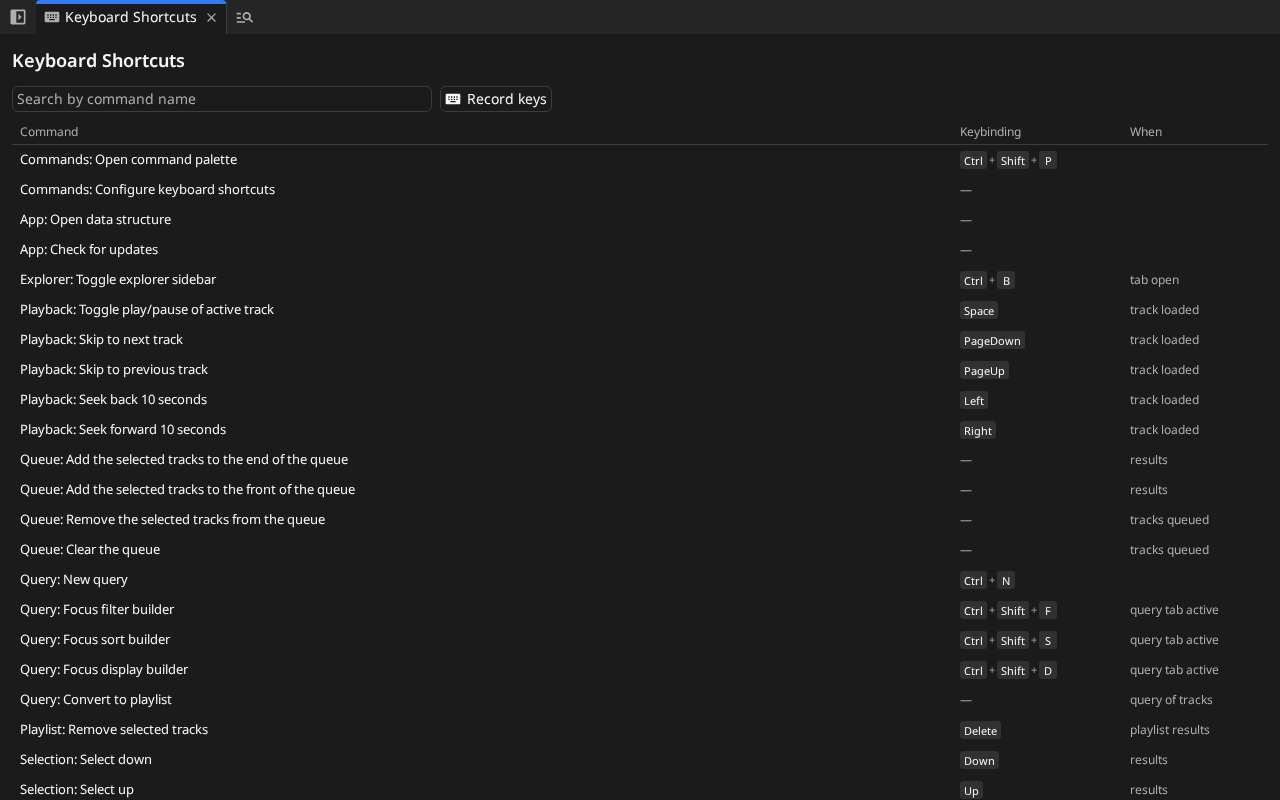 Keyboard Shortcuts
Keyboard Shortcuts
Search by command name
Record keys
Command Keybinding When
Commands: Open command palette Ctrl + Shift + P
Commands: Configure keyboard shortcuts —
App: Open data structure —
App: Check for updates —
Explorer: Toggle explorer sidebar Ctrl + B tab open
Playback: Toggle play/pause of active track Space track loaded
Playback: Skip to next track PageDown track loaded
Playback: Skip to previous track PageUp track loaded
Playback: Seek back 10 seconds Left track loaded
Playback: Seek forward 10 seconds Right track loaded
Queue: Add the selected tracks to the end of the queue — results
Queue: Add the selected tracks to the front of the queue — results
Queue: Remove the selected tracks from the queue — tracks queued
Queue: Clear the queue — tracks queued
Query: New query Ctrl + N
Query: Focus filter builder Ctrl + Shift + F query tab active
Query: Focus sort builder Ctrl + Shift + S query tab active
Query: Focus display builder Ctrl + Shift + D query tab active
Query: Convert to playlist — query of tracks
Playlist: Remove selected tracks Delete playlist results
Selection: Select down Down results
Selection: Select up Up results